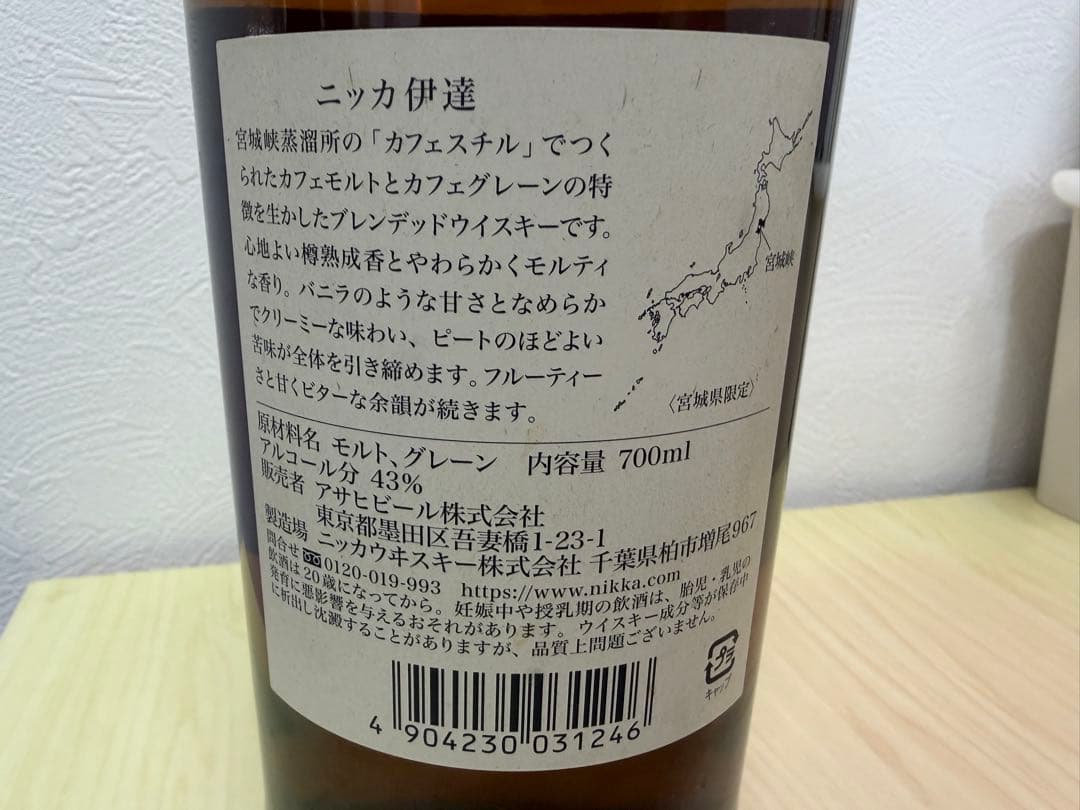 ニッカ伊達
宮城峡蒸溜所の「カフェスチル」でつく
られたカフェモルトとカフェグレーンの特
徴を生かしたブレンデッドウイスキーです。
心地よい樽熟成香とやわらかくモルティ
な香り。バニラのような甘さとなめらか
でクリーミーな味わい、ピートのほどよい
苦味が全体を引き締めます。フルーティー
さと甘くビターな余韻が続きます。
宮城峡
〈宮城県限定〉
原材料名 モルト、グレーン 内容量 700ml
アルコール分 43%
販売者 アサヒビール株式会社
東京都墨田区吾妻橋1-23-1
製造場 ニッカウヰスキー株式会社 千葉県柏市増尾967
問合せ 0120-019-993 https://www.nikka.com
飲酒は20歳になってから。妊娠中や授乳期の飲酒は、胎児・乳児の
発育に悪影響を与えるおそれがあります。ウイスキー成分等が保存中
に析出し沈澱することがありますが、品質上問題ございません。
プラ
キャップ
4 904230 031246